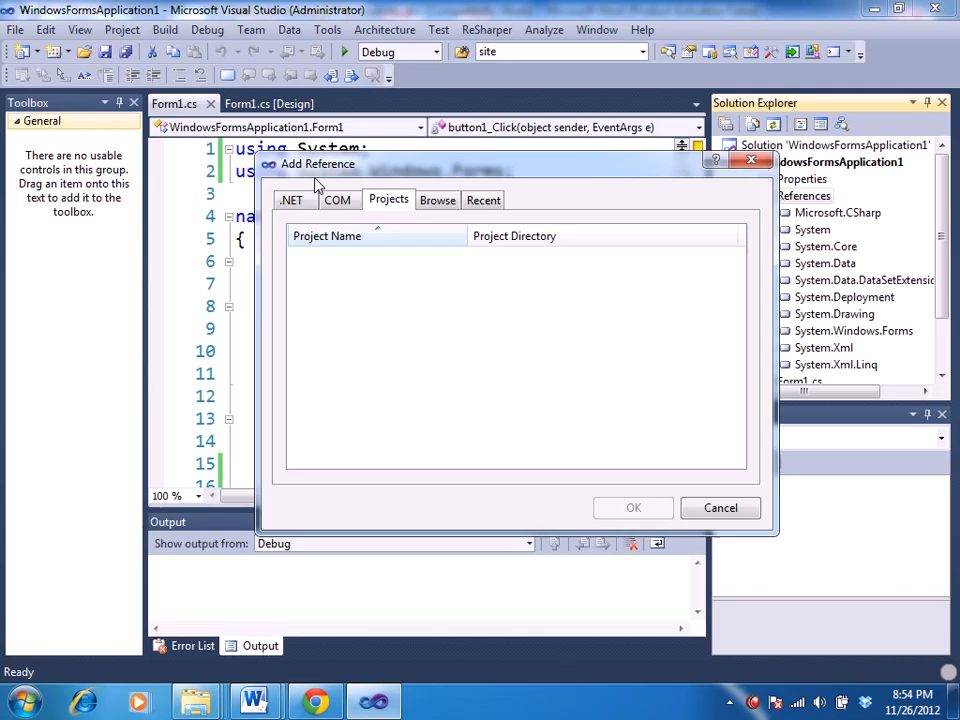 WindowsFormsApplication1 - Microsoft Visual Studio (Administrator)
File Edit View Project Build Debug Team Data Tools Architecture Test ReSharper Analyze Window Help
Debug site
Toolbox
General
There are no usable
controls in this group.
Drag an item onto this
text to add it to the
toolbox.
Form1.cs Form1.cs [Design]
WindowsFormsApplication1.Form1 button1_Click(object sender, EventArgs e)
1 using System;
2
3
4 na
5 {
6
7
8
9
10
11
12
13
14
15
16
100 %
Add Reference
.NET COM Projects Browse Recent
Project Name Project Directory
OK Cancel
Output
Show output from: Debug
Error List Output
Solution Explorer
Solution 'WindowsFormsApplication1'
dowsFormsApplication1
Properties
References
Microsoft.CSharp
System
System.Core
System.Data
System.Data.DataSetExtensio
System.Deployment
System.Drawing
System.Windows.Forms
System.Xml
System.Xml.Linq
Form1.cs
Ready
8:54 PM
11/26/2012